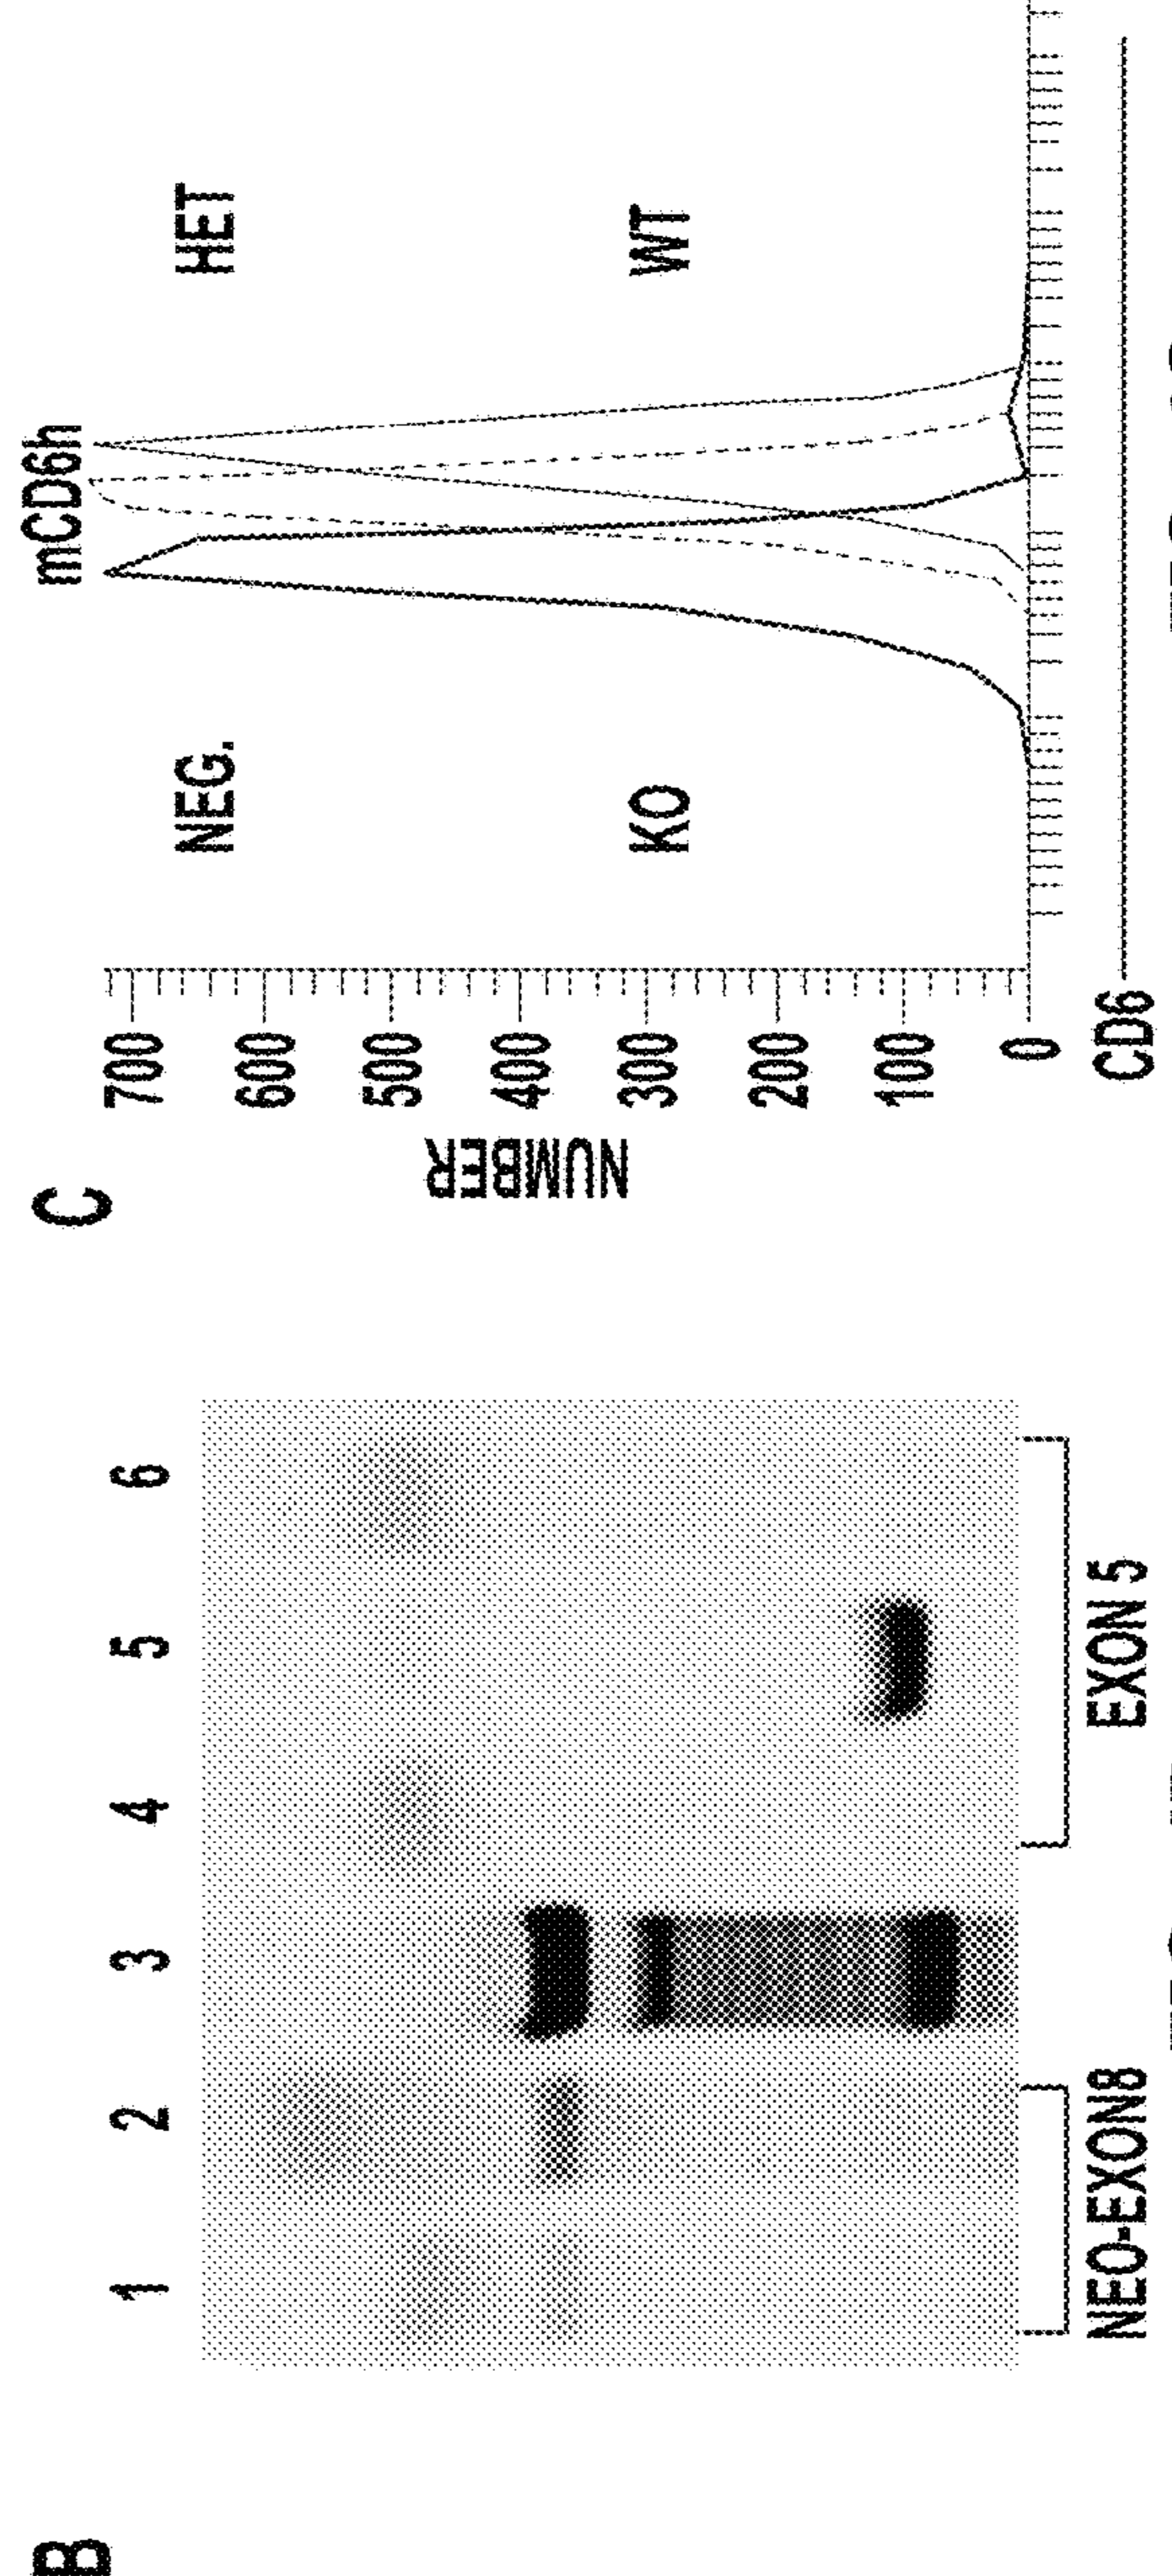 B
1 2 3 4 5 6
NEO-EXON8
EXON 5
C
mCD6h
NUMBER
700
600
500
400
300
200
100
0
NEG.
HET
KO
WT
CD6